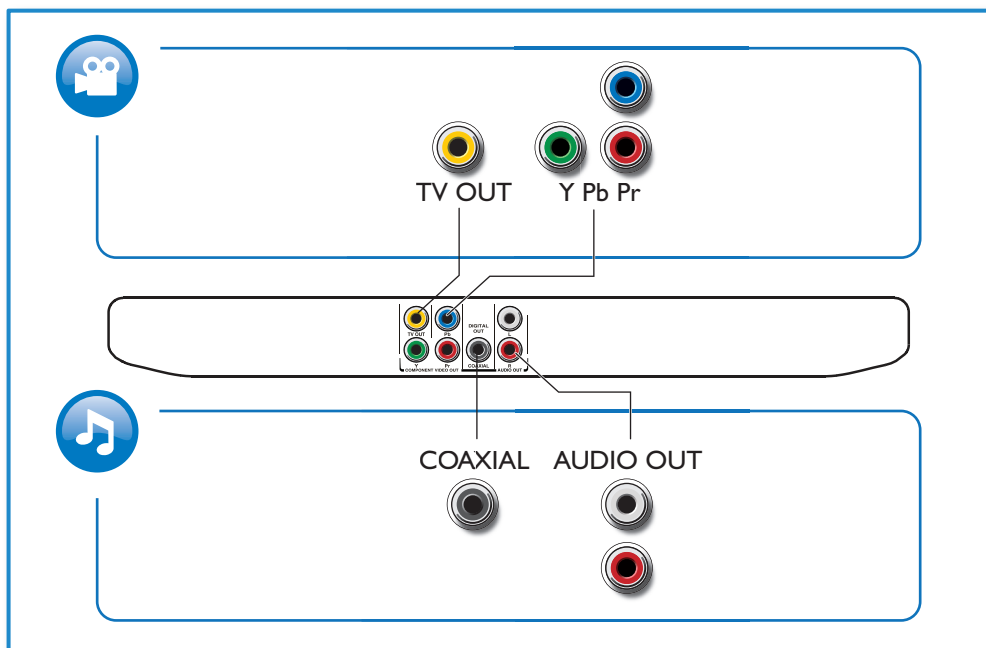 TV OUT
Y Pb Pr
TV OUT
Pb
DIGITAL
OUT
L
Y
Pr
COAXIAL
R
COMPONENT VIDEO OUT
AUDIO OUT
COAXIAL
AUDIO OUT